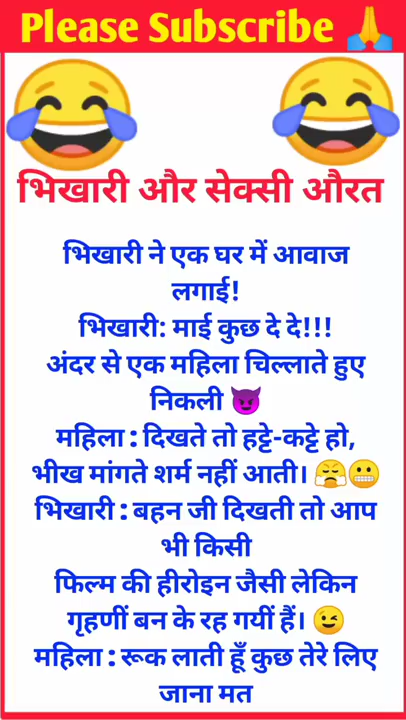 Please Subscribe 🙏
भिखारी और सेक्सी औरत
भिखारी ने एक घर में आवाज
लगाई!
भिखारी: माई कुछ दे दे!!!
अंदर से एक महिला चिल्लाते हुए
निकली 😈
महिला : दिखते तो हट्टे-कट्टे हो,
भीख मांगते शर्म नहीं आती। 😤😬
भिखारी : बहन जी दिखती तो आप
भी किसी
फिल्म की हीरोइन जैसी लेकिन
गृहणीं बन के रह गयीं हैं। 😉
महिला : रूक लाती हूँ कुछ तेरे लिए
जाना मत